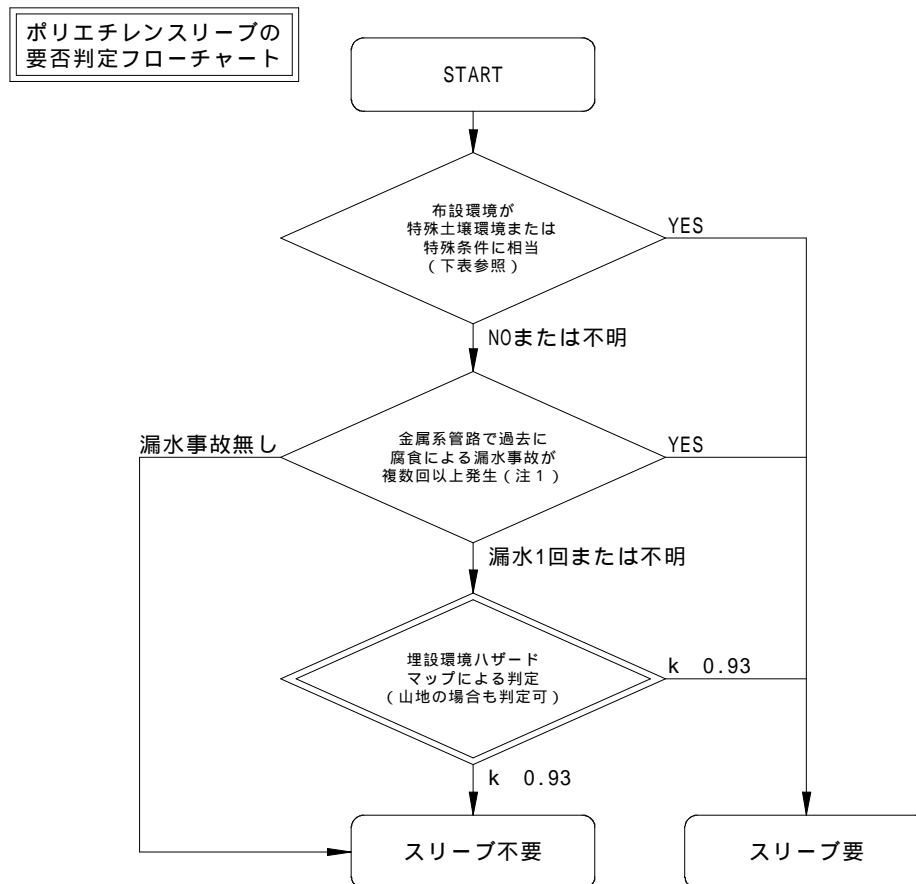 ポリエチレンスリーブの
要否判定フローチャート
START
布設環境が
特殊土壌環境または
特殊条件に相当
(下表参照)
YES
NOまたは不明
漏水事故無し
金属系管路で過去に
腐食による漏水事故が
複数回以上発生(注1)
YES
漏水1回または不明
埋設環境ハザード
マップによる判定
(山地の場合も判定可)
k 0.93
k 0.93
スリーブ不要
スリーブ要